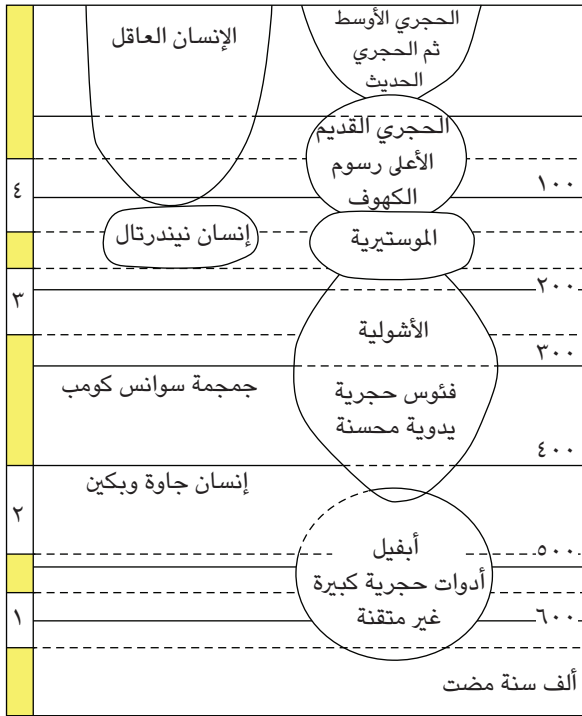 الحجري الأوسط
ثم الحجري
الحديث
الإنسان العاقل
الحجري القديم
الأعلى رسوم
الكهوف
١٠٠
٤
الموستيرية
إنسان نيندرتال
٢٠٠
٣
الأشولية
٣٠٠
فئوس حجرية
يدوية محسنة
جمجمة سوانس كومب
٤٠٠
إنسان جاوة وبكين
٢
أبفيل
٥٠٠
أدوات حجرية كبيرة
غير متقنة
٦٠٠
١
ألف سنة مضت